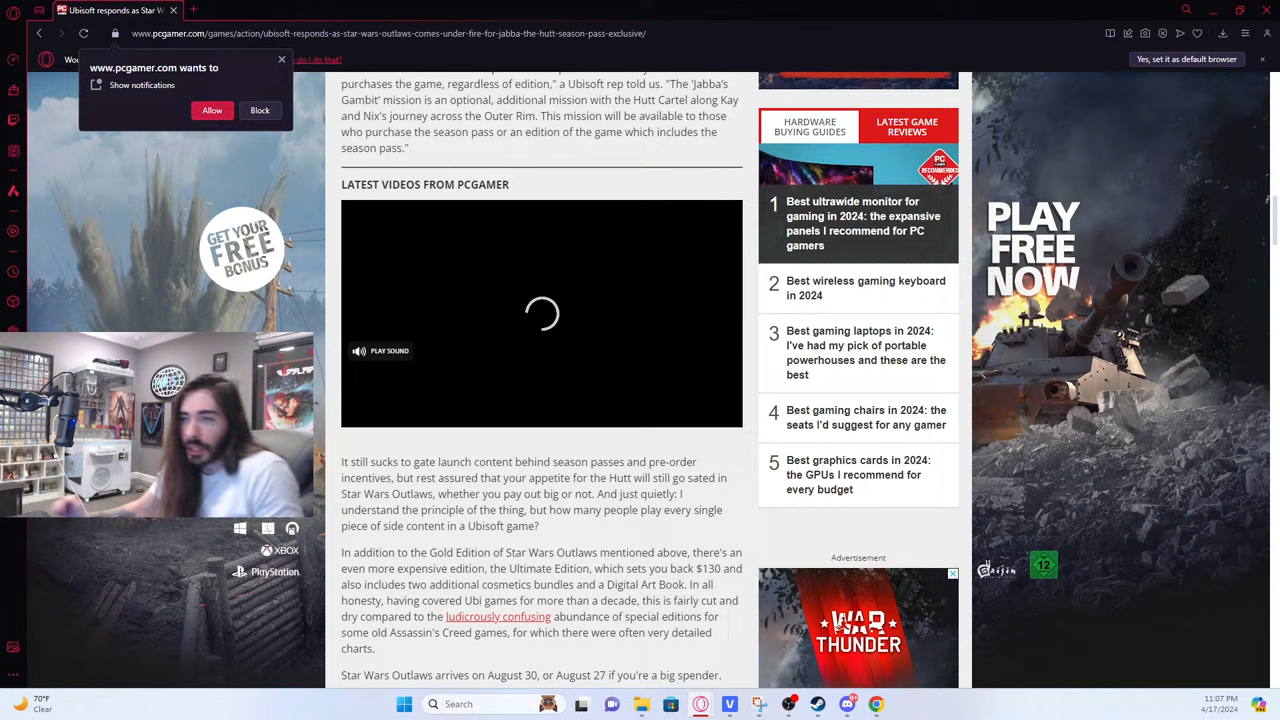 Ubisoft responds as Star W
www.pcgamer.com/games/action/ubisoft-responds-as-star-wars-outlaws-comes-under-fire-for-jabba-the-hutt-season-pass-exclusive/
Wou
do I do that?
Yes, set it as default browser
www.pcgamer.com wants to
Show notifications
Allow
Block
purchases the game, regardless of edition," a Ubisoft rep told us. "The 'Jabba's
Gambit' mission is an optional, additional mission with the Hutt Cartel along Kay
and Nix's journey across the Outer Rim. This mission will be available to those
who purchase the season pass or an edition of the game which includes the
season pass."
LATEST VIDEOS FROM PCGAMER
PLAY SOUND
It still sucks to gate launch content behind season passes and pre-order
incentives, but rest assured that your appetite for the Hutt will still go sated in
Star Wars Outlaws, whether you pay out big or not. And just quietly: I
understand the principle of the thing, but how many people play every single
piece of side content in a Ubisoft game?
In addition to the Gold Edition of Star Wars Outlaws mentioned above, there's an
even more expensive edition, the Ultimate Edition, which sets you back $130 and
also includes two additional cosmetics bundles and a Digital Art Book. In all
honesty, having covered Ubi games for more than a decade, this is fairly cut and
dry compared to the ludicrously confusing abundance of special editions for
some old Assassin's Creed games, for which there were often very detailed
charts.
Star Wars Outlaws arrives on August 30, or August 27 if you're a big spender.
HARDWARE
BUYING GUIDES
LATEST GAME
REVIEWS
PC
GAMER
RECOMMENDED
1
Best ultrawide monitor for
gaming in 2024: the expansive
panels I recommend for PC
gamers
2
Best wireless gaming keyboard
in 2024
3
Best gaming laptops in 2024:
I've had my pick of portable
powerhouses and these are the
best
4
Best gaming chairs in 2024: the
seats I'd suggest for any gamer
5
Best graphics cards in 2024:
the GPUs I recommend for
every budget
Advertisement
WAR
THUNDER
GET YOUR
FREE
BONUS
XBOX
PlayStation
PLAY
FREE
NOW
Gaijin
12
70°F
Clear
Search
11:07 PM
4/17/2024